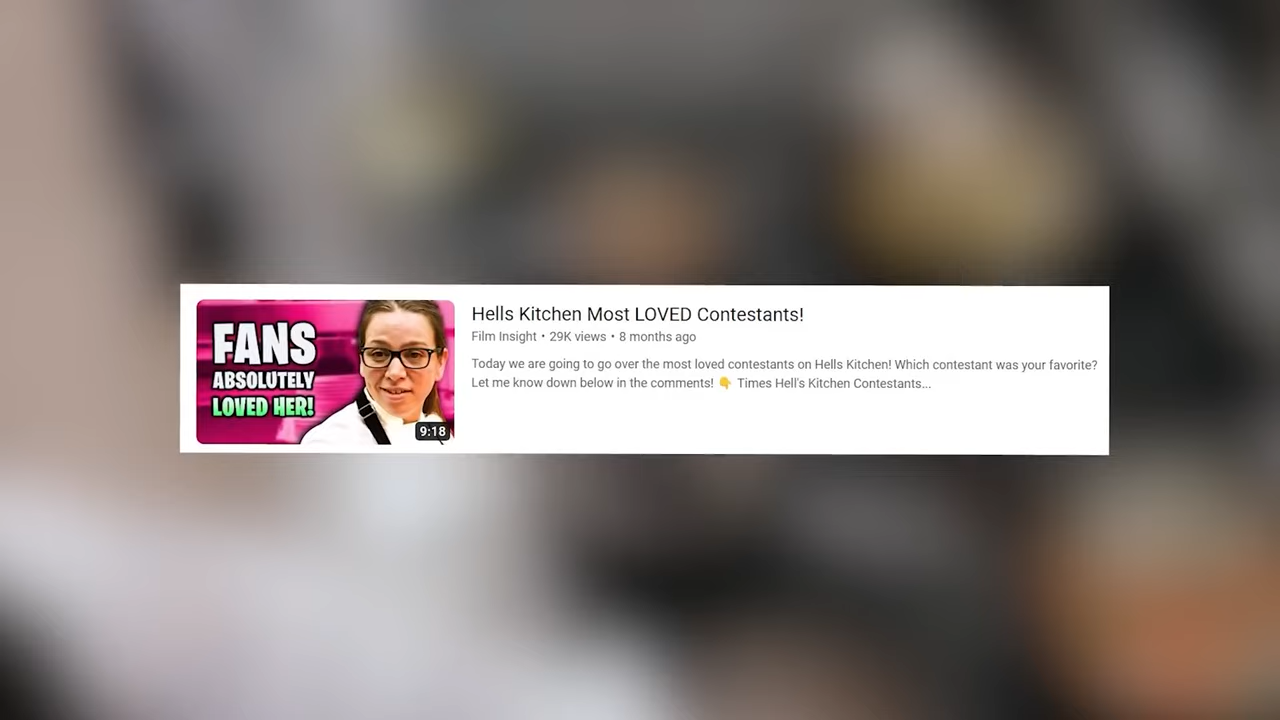 FANS
ABSOLUTELY
LOVED HER!
9:18
Hells Kitchen Most LOVED Contestants!
Film Insight • 29K views • 8 months ago
Today we are going to go over the most loved contestants on Hells Kitchen! Which contestant was your favorite?
Let me know down below in the comments! 👇 Times Hell's Kitchen Contestants...